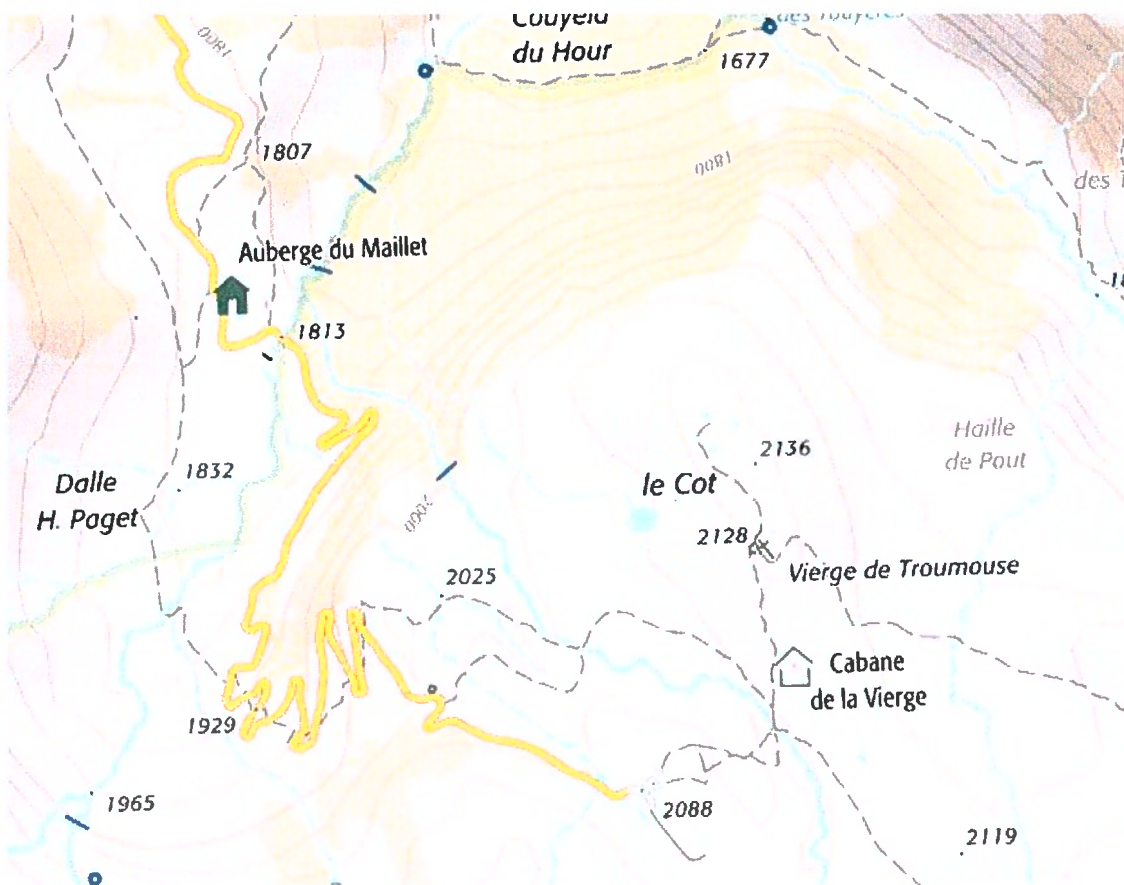 du Hour
1677
1800
1807
1800
des
Auberge du Maillet
1813
2136
Haille
de Pout
Dalle
H. Paget
1832
le Cot
2000
2128
Vierge de Troumouse
2025
Cabane
de la Vierge
1929
1965
2088
2119